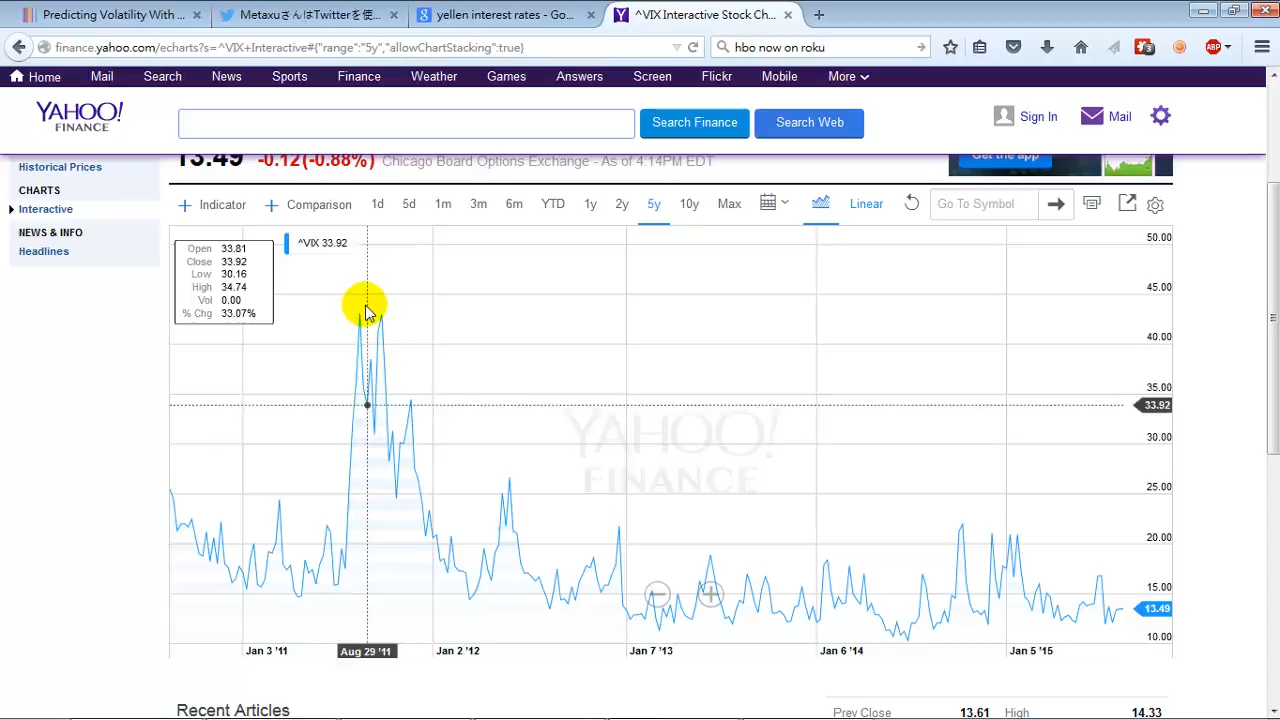 Predicting Volatility With ...
MetaxuさんはTwitterを使...
yellen interest rates - Go...
^VIX Interactive Stock Ch...
finance.yahoo.com/echarts?s=^VIX+Interactive#{"range":"5y","allowChartStacking":true}
hbo now on roku
3
ABP
Home Mail Search News Sports Finance Weather Games Answers Screen Flickr Mobile More
YAHOO!
FINANCE
Search Finance
Search Web
Sign In
Mail
13.49 -0.12(-0.88%) Chicago Board Options Exchange - As of 4:14PM EDT
Get the app
Historical Prices
CHARTS
Interactive
NEWS & INFO
Headlines
Indicator Comparison 1d 5d 1m 3m 6m YTD 1y 2y 5y 10y Max Linear Go To Symbol
Open 33.81
Close 33.92
Low 30.16
High 34.74
Vol 0.00
% Chg 33.07%
^VIX 33.92
50.00
45.00
40.00
35.00
33.92
30.00
25.00
20.00
15.00
13.49
10.00
YAHOO!
FINANCE
Jan 3 '11 Aug 29 '11 Jan 2 '12 Jan 7 '13 Jan 6 '14 Jan 5 '15
Recent Articles
Prev Close 13.61 High 14.33